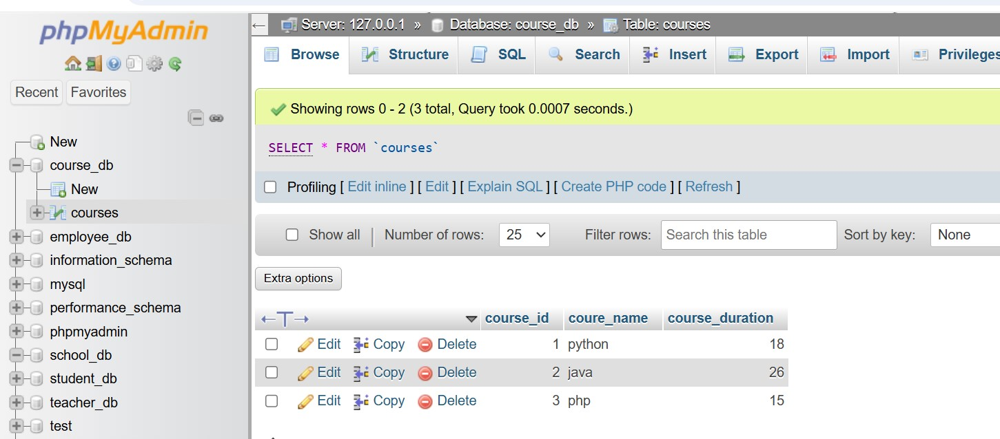 phpMyAdmin
Recent Favorites
New
course_db
New
courses
employee_db
information_schema
mysql
performance_schema
phpmyadmin
school_db
student_db
teacher_db
test
Server: 127.0.0.1 » Database: course_db » Table: courses
Browse Structure SQL Search Insert Export Import Privileges
Showing rows 0 - 2 (3 total, Query took 0.0007 seconds.)
SELECT * FROM `courses`
Profiling [ Edit inline ] [ Edit ] [ Explain SQL ] [ Create PHP code ] [ Refresh ]
Show all | Number of rows: 25 Filter rows: Search this table Sort by key: None
Extra options
←T→ course_id coure_name course_duration
Edit Copy Delete 1 python 18
Edit Copy Delete 2 java 26
Edit Copy Delete 3 php 15